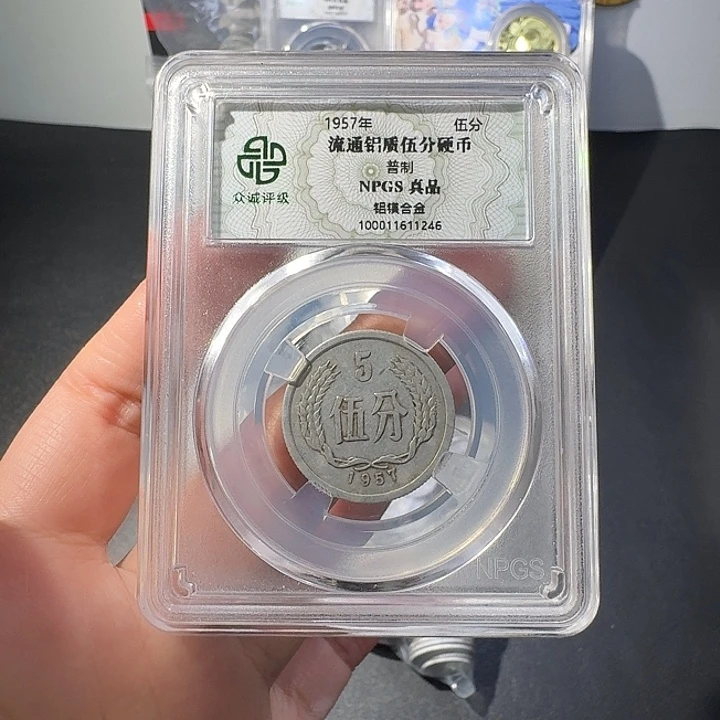 1957年 伍分
流通铝质伍分硬币
普制
NPGS 真品
铝镁合金
100011611246
众诚评级
5
伍分
1957
NPGS